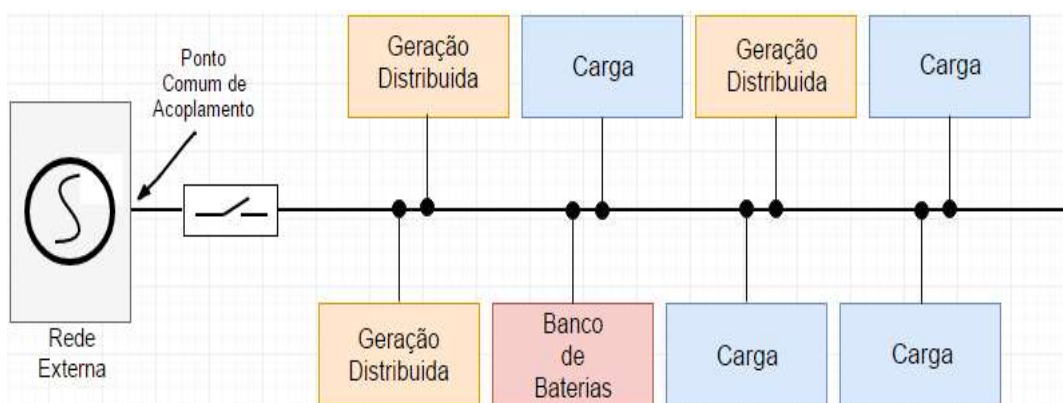 Ponto
Comum de
Acoplamento
Geração
Distribuida
Carga
Geração
Distribuida
Carga
Rede
Externa
Geração
Distribuida
Banco
de
Baterias
Carga
Carga